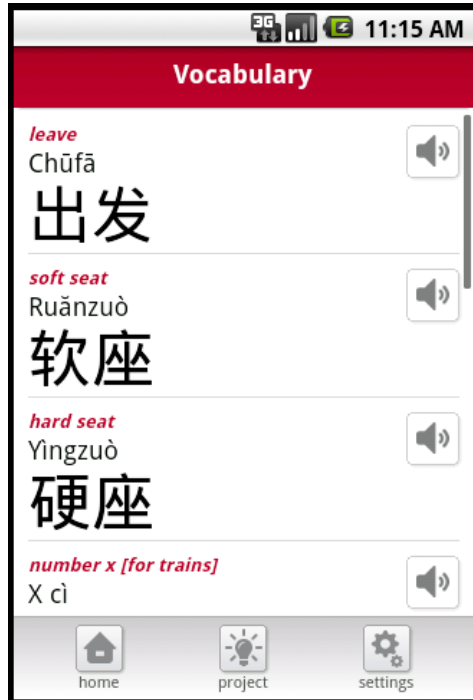 3G 11:15 AM
Vocabulary
leave
Chūfā
出发
soft seat
Ruǎnzuò
软座
hard seat
Yìngzuò
硬座
number x [for trains]
X cì
home project settings